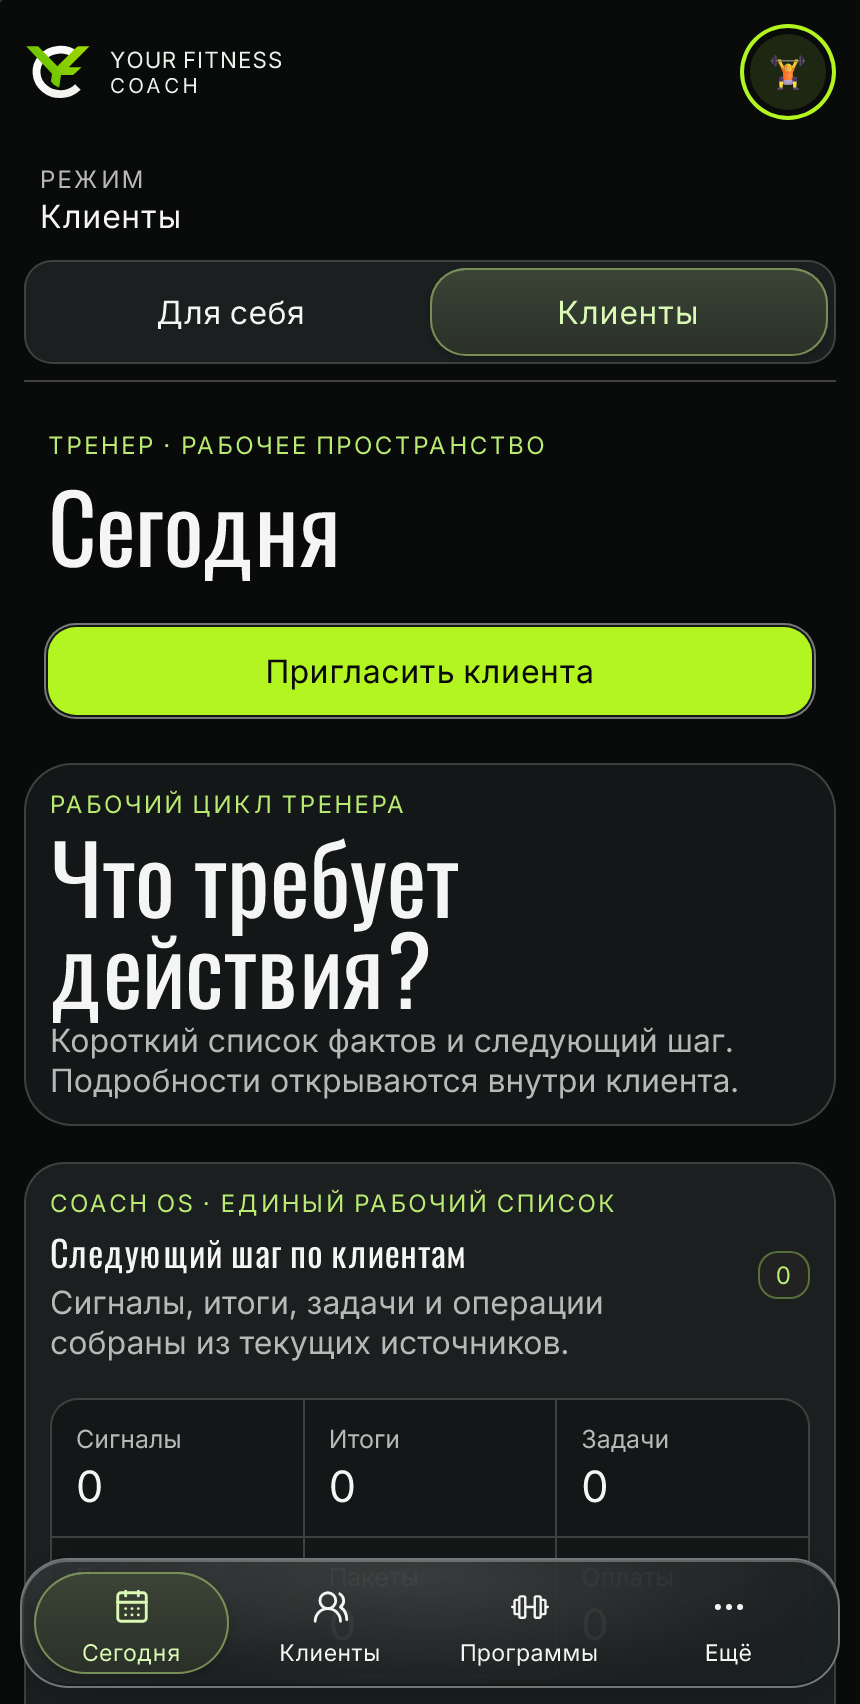 YOUR FITNESS
COACH
РЕЖИМ
Клиенты
Для себя
Клиенты
ТРЕНЕР · РАБОЧЕЕ ПРОСТРАНСТВО
Сегодня
Пригласить клиента
РАБОЧИЙ ЦИКЛ ТРЕНЕРА
Что требует
действия?
Короткий список фактов и следующий шаг.
Подробности открываются внутри клиента.
COACH OS · ЕДИНЫЙ РАБОЧИЙ СПИСОК
Следующий шаг по клиентам
0
Сигналы, итоги, задачи и операции
собраны из текущих источников.
Сигналы
Итоги
Задачи
0
0
0
Пакеты
Оплаты
0
0
Сегодня
Клиенты
Программы
Ещё